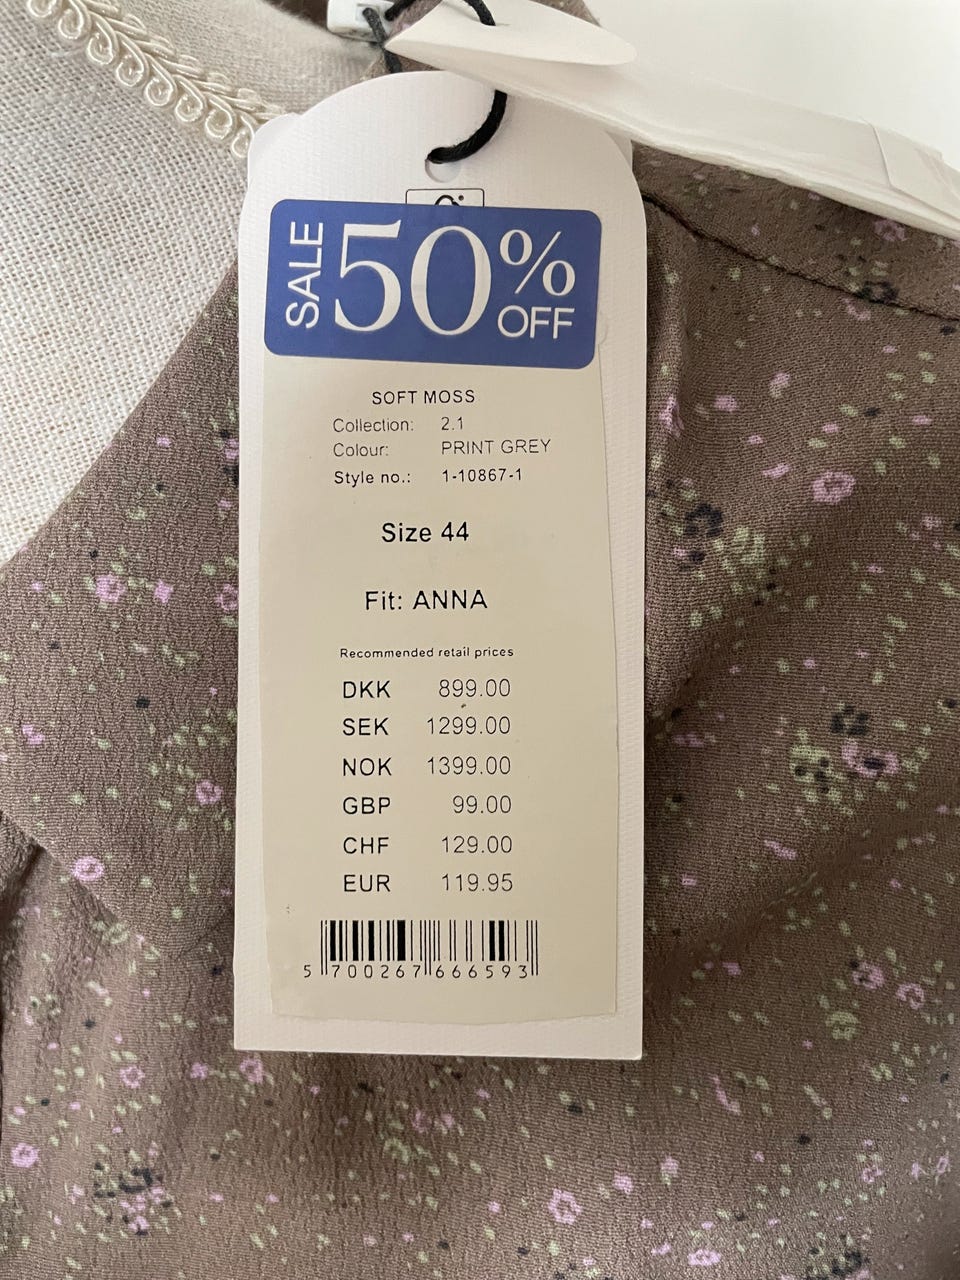 SALE 50% OFF
SOFT MOSS
Collection: 2.1
Colour: PRINT GREY
Style no.: 1-10867-1
Size 44
Fit: ANNA
Recommended retail prices
DKK 899.00
SEK 1299.00
NOK 1399.00
GBP 99.00
CHF 129.00
EUR 119.95
5 700267 666593